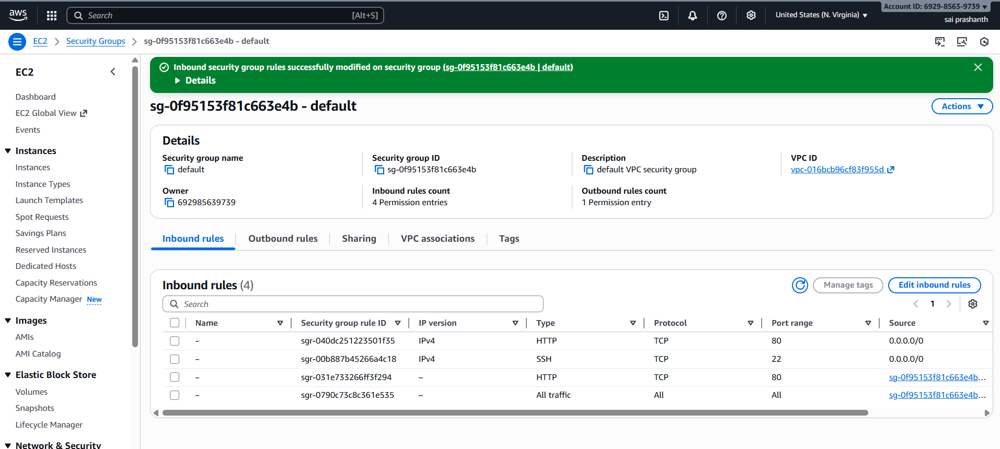 aws
Search [Alt+S]
United States (N. Virginia)
Account ID: 6929-8563-9739
sai prashanth
EC2
Security Groups
sg-0f95153f81c663e4b - default
EC2
Dashboard
EC2 Global View
Events
Instances
Instances
Instance Types
Launch Templates
Spot Requests
Savings Plans
Reserved Instances
Dedicated Hosts
Capacity Reservations
Capacity Manager New
Images
AMIs
AMI Catalog
Elastic Block Store
Volumes
Snapshots
Lifecycle Manager
Network & Security
Inbound security group rules successfully modified on security group (sg-0f95153f81c663e4b | default)
Details
sg-0f95153f81c663e4b - default
Actions
Details
Security group name
default
Security group ID
sg-0f95153f81c663e4b
Description
default VPC security group
VPC ID
vpc-016bcb96cf83f955d
Owner
692985639739
Inbound rules count
4 Permission entries
Outbound rules count
1 Permission entry
Inbound rules Outbound rules Sharing VPC associations Tags
Inbound rules (4)
Manage tags
Edit inbound rules
Search
1
Name Security group rule ID IP version Type Protocol Port range Source
– sgr-040dc251223501f35 IPv4 HTTP TCP 80 0.0.0.0/0
– sgr-00b887b45266a4c18 IPv4 SSH TCP 22 0.0.0.0/0
– sgr-031e733266ff3f294 – HTTP TCP 80 sg-0f95153f81c663e4b...
– sgr-0790c73c8c361e535 – All traffic All All sg-0f95153f81c663e4b...